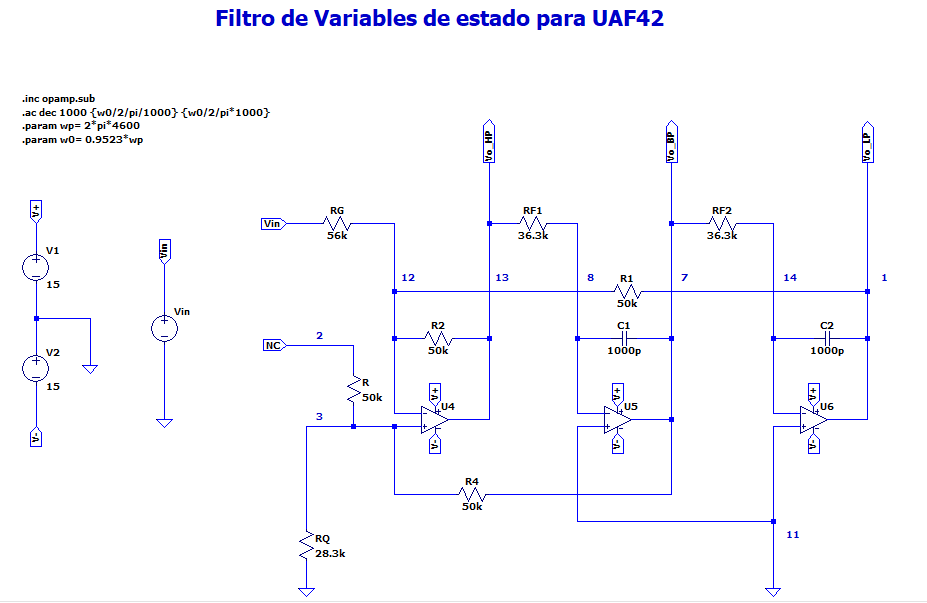 Filtro de Variables de estado para UAF42
.inc opamp.sub
.ac dec 1000 {w0/2/pi/1000} {w0/2/pi*1000}
.param wp= 2*pi*4600
.param w0= 0.9523*wp
Vo_HP
Vo_BP
Vo_LP
V+
V1
15
V2
15
V-
Vin
Vin
Vin
RG
56k
RF1
36.3k
RF2
36.3k
12
13
8
R1
50k
7
14
1
R2
50k
C1
1000p
C2
1000p
NC
2
R
50k
3
V+
U4
V-
V+
U5
V-
V+
U6
V-
R4
50k
11
RQ
28.3k